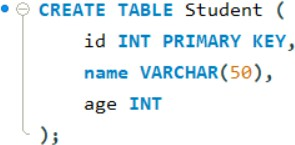 CREATE TABLE Student (
    id INT PRIMARY KEY,
    name VARCHAR(50),
    age INT
);